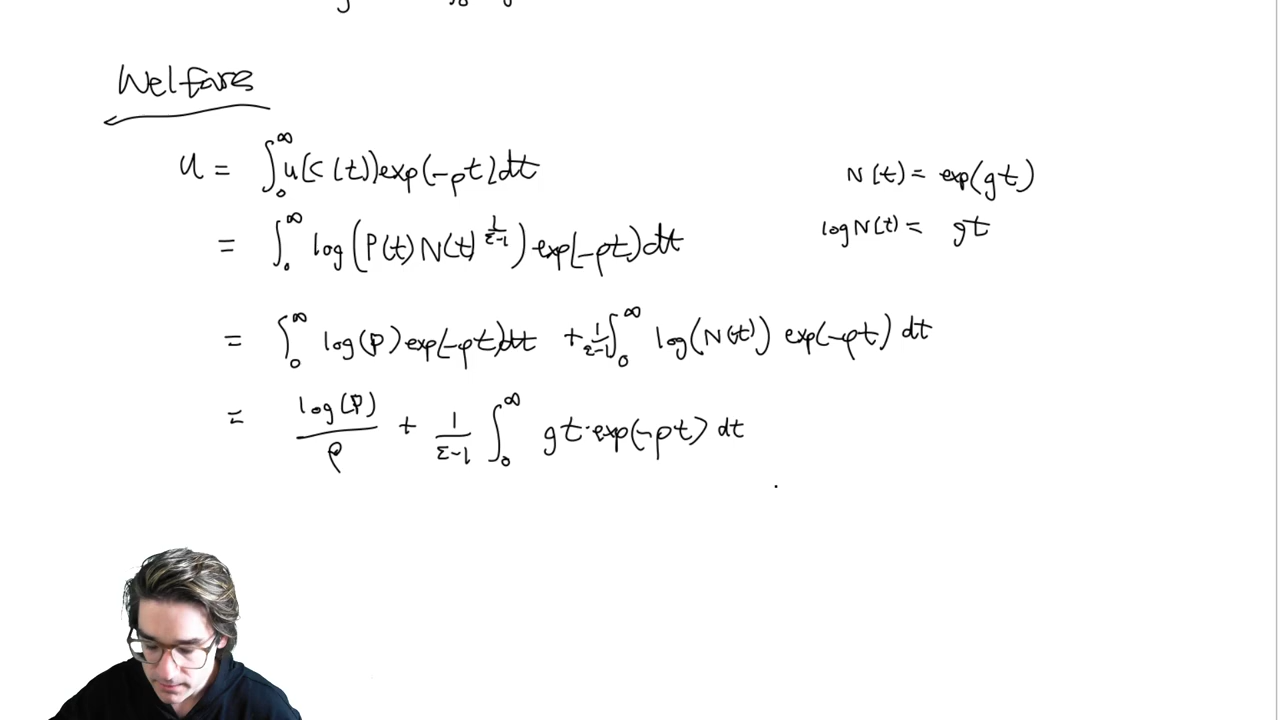 Welfare
U = ∫₀^∞ u(C(t)) exp(-ρt) dt
N(t) = exp(gt)
= ∫₀^∞ log(P(t) N(t)^{1/(ε-1)}) exp(-ρt) dt
log N(t) = gt
= ∫₀^∞ log(P) exp(-ρt) dt + 1/(ε-1) ∫₀^∞ log(N(t)) exp(-ρt) dt
= log(P)/ρ + 1/(ε-1) ∫₀^∞ gt·exp(-ρt) dt